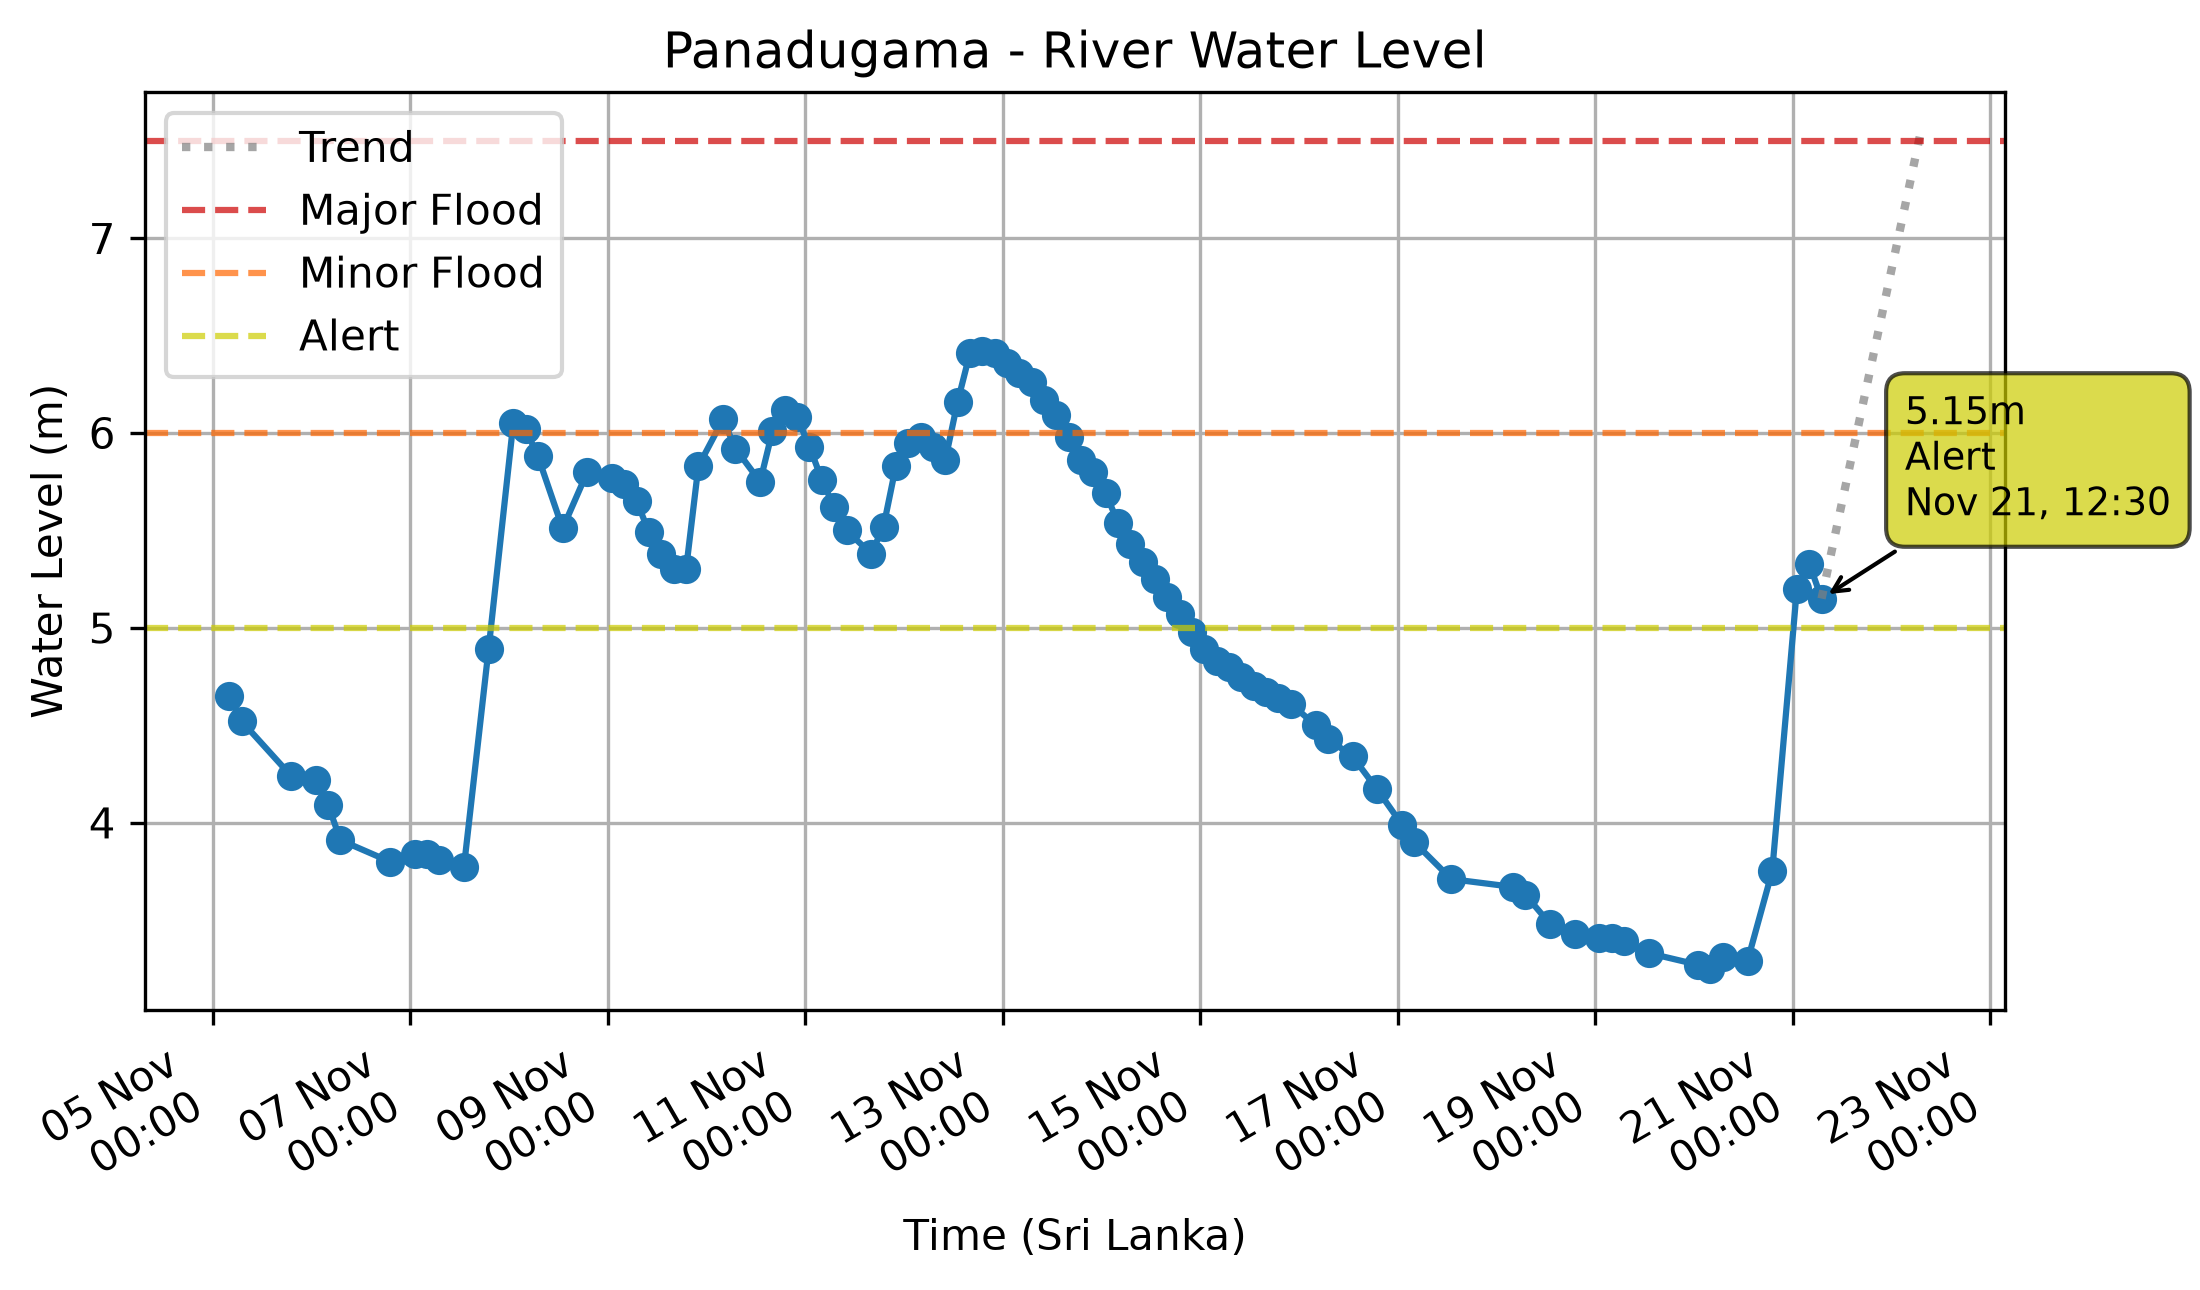 Panadugama - River Water Level
Trend
Major Flood
Minor Flood
Alert
7
6
5
4
Water Level (m)
5.15m
Alert
Nov 21, 12:30
05 Nov
00:00
07 Nov
00:00
09 Nov
00:00
11 Nov
00:00
13 Nov
00:00
15 Nov
00:00
17 Nov
00:00
19 Nov
00:00
21 Nov
00:00
23 Nov
00:00
Time (Sri Lanka)